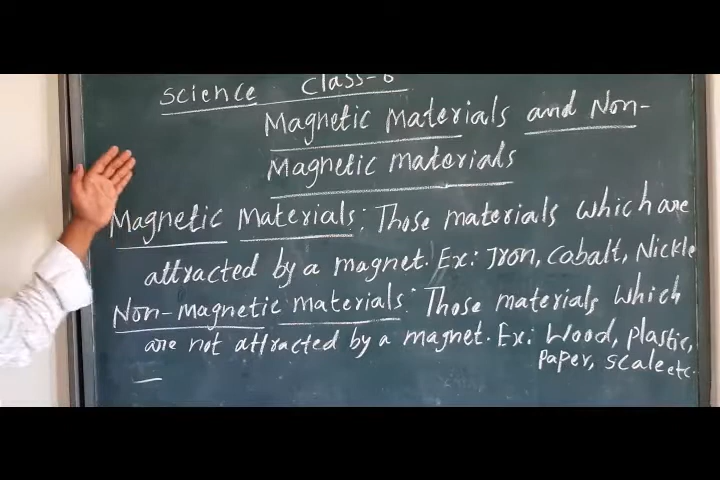 Science Class-6
Magnetic Materials and Non-
Magnetic materials
Magnetic Materials: Those materials which are
attracted by a magnet. Ex: Iron, Cobalt, Nickle
Non-magnetic materials: Those materials which
are not attracted by a magnet. Ex: Wood, plastic,
paper, scale etc.